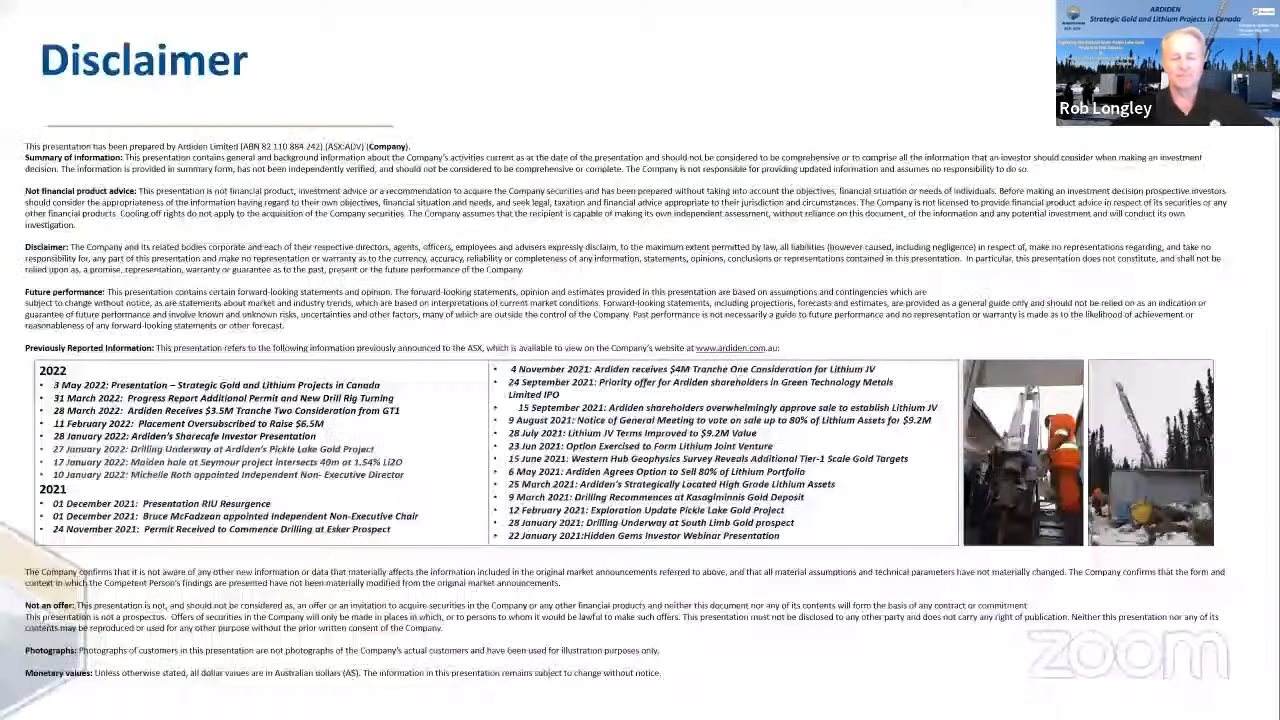 Disclaimer
ARDIDEN
Strategic Gold and Lithium Projects in Canada
Rob Longley
This presentation has been prepared by Ardiden Limited (ABN 82 110 884 242) (ASX:ADV) (Company).
Summary of information: This presentation contains general and background information about the Company's activities current as at the date of the presentation and should not be considered to be comprehensive or to comprise all the information that an investor should consider when making an investment
decision. The information is provided in summary form, has not been independently verified, and should not be considered to be comprehensive or complete. The Company is not responsible for providing updated information and assumes no responsibility to do so.
Not financial product advice: This presentation is not financial product, investment advice or a recommendation to acquire the Company securities and has been prepared without taking into account the objectives, financial situation or needs of individuals. Before making an investment decision prospective investors
should consider the appropriateness of the information having regard to their own objectives, financial situation and needs, and seek legal, taxation and financial advice appropriate to their jurisdiction and circumstances. The Company is not licensed to provide financial product advice in respect of its securities or any
other financial products. Cooling off rights do not apply to the acquisition of the Company securities. The Company assumes that the recipient is capable of making its own independent assessment, without reliance on this document, of the information and any potential investment and will conduct its own
investigation.
Disclaimer: The Company and its related bodies corporate and each of their respective directors, agents, officers, employees and advisers expressly disclaim, to the maximum extent permitted by law, all liabilities (however caused, including negligence) in respect of, make no representations regarding, and take no
responsibility for, any part of this presentation and make no representation or warranty as to the currency, accuracy, reliability or completeness of any information, statements, opinions, conclusions or representations contained in this presentation. In particular, this presentation does not constitute, and shall not be
relied upon as, a promise, representation, warranty or guarantee as to the past, present or the future performance of the Company.
Future performance: This presentation contains certain forward-looking statements and opinion. The forward-looking statements, opinion and estimates provided in this presentation are based on assumptions and contingencies which are
subject to change without notice, as are statements about market and industry trends, which are based on interpretations of current market conditions. Forward-looking statements, including projections, forecasts and estimates, are provided as a general guide only and should not be relied on as an indication or
guarantee of future performance and involve known and unknown risks, uncertainties and other factors, many of which are outside the control of the Company. Past performance is not necessarily a guide to future performance and no representation or warranty is made as to the likelihood of achievement or
reasonableness of any forward-looking statements or other forecast.
Previously Reported Information: This presentation refers to the following information previously announced to the ASX, which is available to view on the Company's website at www.ardiden.com.au:
2022
• 3 May 2022: Presentation – Strategic Gold and Lithium Projects in Canada
• 31 March 2022: Progress Report Additional Permit and New Drill Rig Turning
• 28 March 2022: Ardiden Receives $3.5M Tranche Two Consideration from GT1
• 11 February 2022: Placement Oversubscribed to Raise $6.5M
• 28 January 2022: Ardiden's Sharecafe Investor Presentation
• 27 January 2022: Drilling Underway at Ardiden's Pickle Lake Gold Project
• 17 January 2022: Maiden hole at Seymour project intersects 40m at 1.54% Li2O
• 10 January 2022: Michelle Roth appointed Independent Non- Executive Director
2021
• 01 December 2021: Presentation RIU Resurgence
• 01 December 2021: Bruce McFadzean appointed Independent Non-Executive Chair
• 24 November 2021: Permit Received to Commence Drilling at Esker Prospect
• 4 November 2021: Ardiden receives $4M Tranche One Consideration for Lithium JV
• 24 September 2021: Priority offer for Ardiden shareholders in Green Technology Metals
Limited IPO
• 15 September 2021: Ardiden shareholders overwhelmingly approve sale to establish Lithium JV
• 9 August 2021: Notice of General Meeting to vote on sale up to 80% of Lithium Assets for $9.2M
• 28 July 2021: Lithium JV Terms Improved to $9.2M Value
• 23 Jun 2021: Option Exercised to Form Lithium Joint Venture
• 15 June 2021: Western Hub Geophysics Survey Reveals Additional Tier-1 Scale Gold Targets
• 6 May 2021: Ardiden Agrees Option to Sell 80% of Lithium Portfolio
• 25 March 2021: Ardiden's Strategically Located High Grade Lithium Assets
• 9 March 2021: Drilling Recommences at Kasagiminnis Gold Deposit
• 12 February 2021: Exploration Update Pickle Lake Gold Project
• 28 January 2021: Drilling Underway at South Limb Gold prospect
• 22 January 2021:Hidden Gems Investor Webinar Presentation
The Company confirms that it is not aware of any other new information or data that materially affects the information included in the original market announcements referred to above, and that all material assumptions and technical parameters have not materially changed. The Company confirms that the form and
context in which the Competent Person's findings are presented have not been materially modified from the original market announcements.
Not an offer: This presentation is not, and should not be considered as, an offer or an invitation to acquire securities in the Company or any other financial products and neither this document nor any of its contents will form the basis of any contract or commitment
This presentation is not a prospectus. Offers of securities in the Company will only be made in places in which, or to persons to whom it would be lawful to make such offers. This presentation must not be disclosed to any other party and does not carry any right of publication. Neither this presentation nor any of its
contents may be reproduced or used for any other purpose without the prior written consent of the Company.
Photographs: Photographs of customers in this presentation are not photographs of the Company's actual customers and have been used for illustration purposes only.
Monetary values: Unless otherwise stated, all dollar values are in Australian dollars (A$). The information in this presentation remains subject to change without notice.
zoom